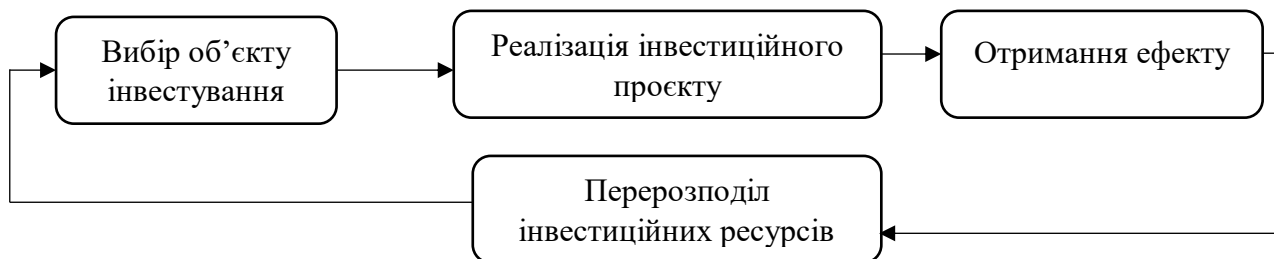 Вибір об’єкту
інвестування
Реалізація інвестиційного
проєкту
Отримання ефекту
Перерозподіл
інвестиційних ресурсів